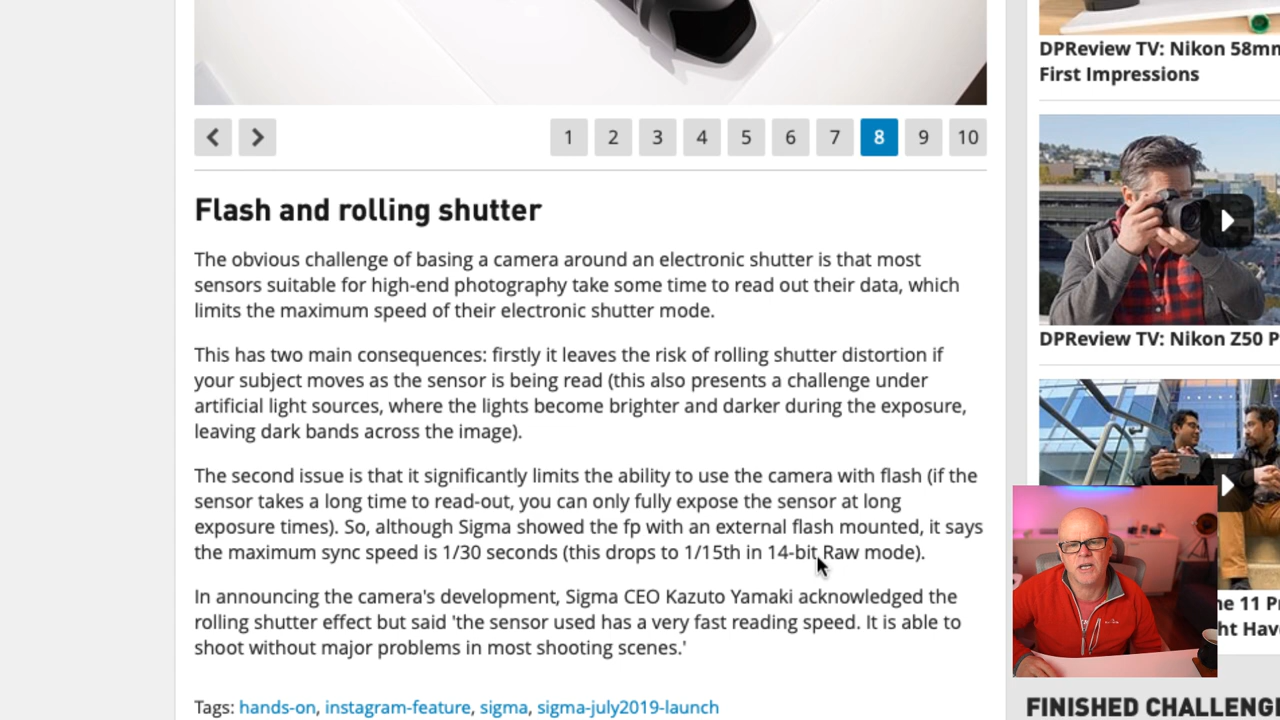 DPReview TV: Nikon 58mm
First Impressions
1 2 3 4 5 6 7 8 9 10
Flash and rolling shutter
The obvious challenge of basing a camera around an electronic shutter is that most
sensors suitable for high-end photography take some time to read out their data, which
limits the maximum speed of their electronic shutter mode.
DPReview TV: Nikon Z50 P
This has two main consequences: firstly it leaves the risk of rolling shutter distortion if
your subject moves as the sensor is being read (this also presents a challenge under
artificial light sources, where the lights become brighter and darker during the exposure,
leaving dark bands across the image).
The second issue is that it significantly limits the ability to use the camera with flash (if the
sensor takes a long time to read-out, you can only fully expose the sensor at long
exposure times). So, although Sigma showed the fp with an external flash mounted, it says
the maximum sync speed is 1/30 seconds (this drops to 1/15th in 14-bit Raw mode).
In announcing the camera's development, Sigma CEO Kazuto Yamaki acknowledged the
rolling shutter effect but said 'the sensor used has a very fast reading speed. It is able to
shoot without major problems in most shooting scenes.'
ne 11 Pr
ht Hav
Tags: hands-on, instagram-feature, sigma, sigma-july2019-launch
FINISHED CHALLENG